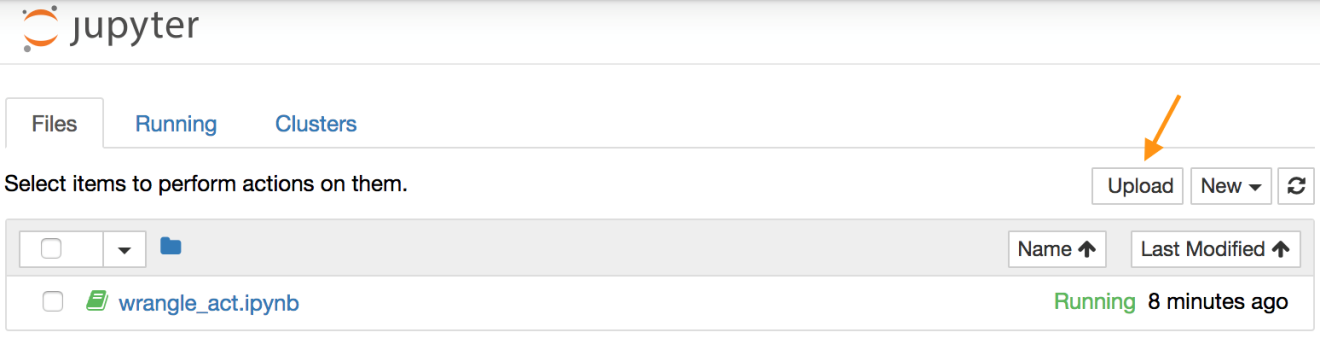 jupyter
Files Running Clusters
Select items to perform actions on them.
Upload New
Name Last Modified
wrangle_act.ipynb Running 8 minutes ago